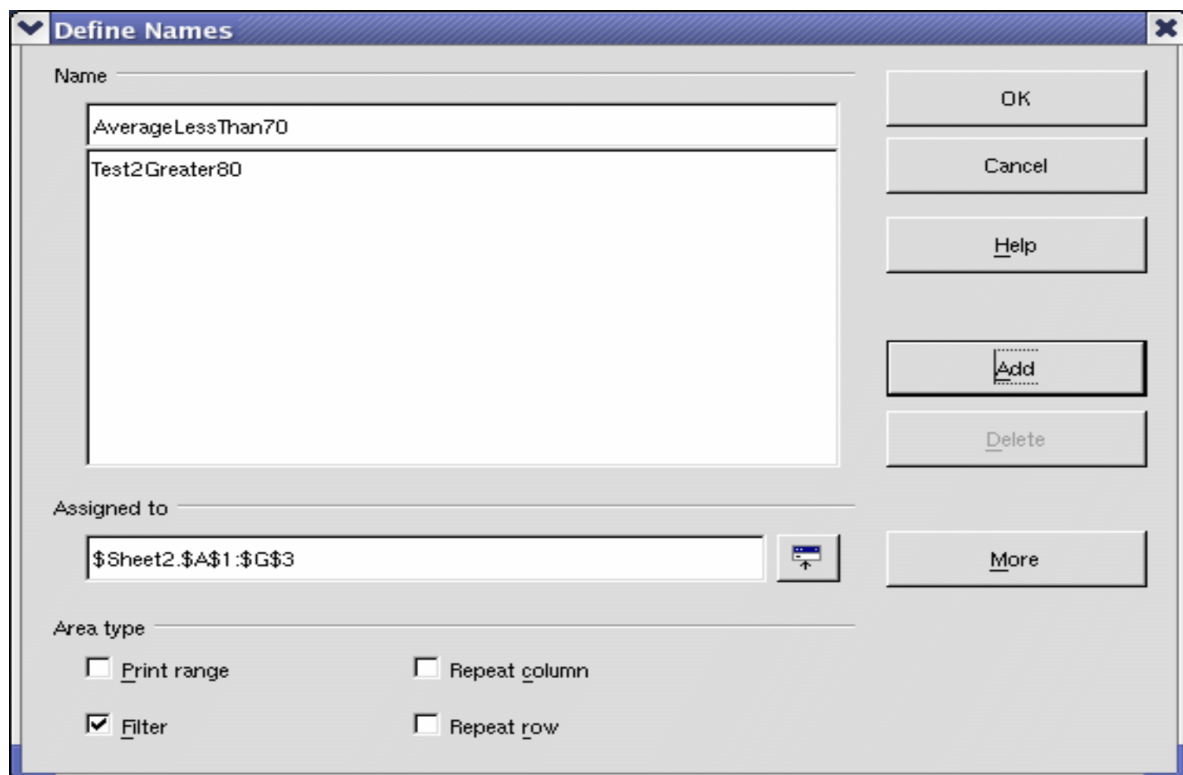 Define Names
Name
AverageLessThan70
Test2Greater80
OK
Cancel
Help
Add
Delete
Assigned to
$Sheet2.$A$1:$G$3
More
Area type
Print range
Repeat column
Filter
Repeat row